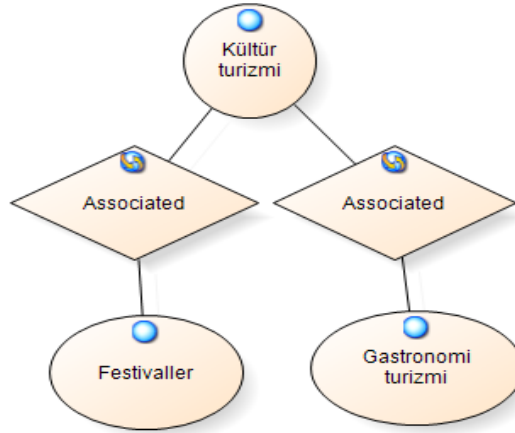 Kültür
turizmi
Associated
Associated
Festivaller
Gastronomi
turizmi